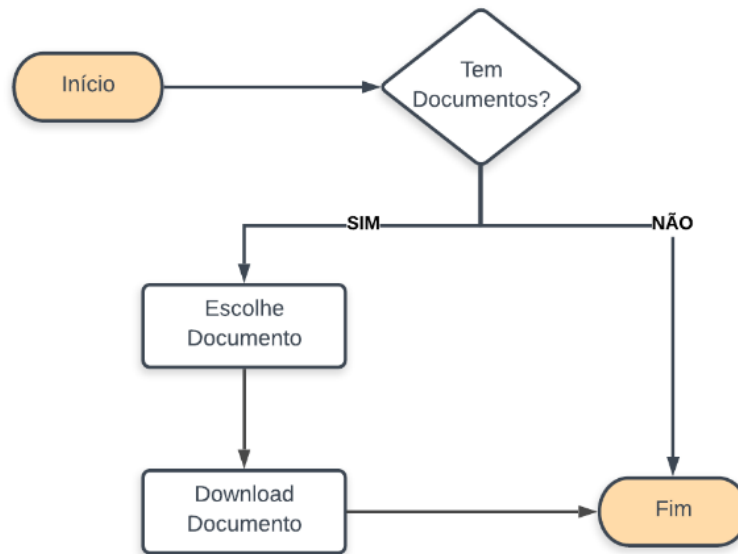 Início
Tem
Documentos?
SIM
NÃO
Escolhe
Documento
Download
Documento
Fim